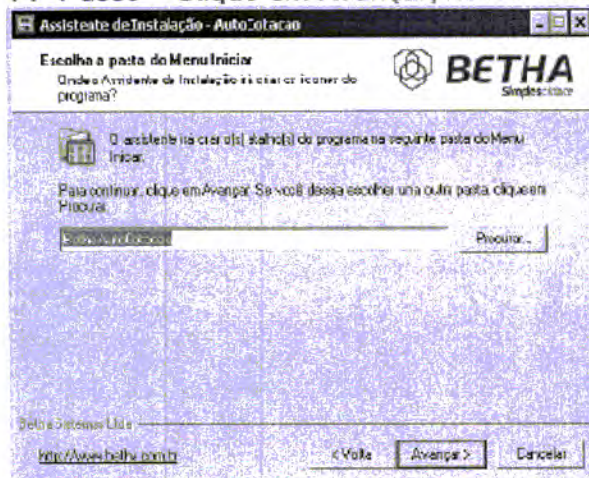 Assistente de Instalação - AutoCotacao
Escolha a pasta do Menu Iniciar
Onde o Assistente de Instalação irá criar os ícones do
programa?
BETHA
O assistente irá criar o(s) atalho(s) do programa na seguinte pasta do Menu
Iniciar.
Para continuar, clique em Avançar. Se você deseja escolher uma outra pasta, clique em
Procurar.
Procurar...
Betha Sistemas Ltda
http://www.betha.com.br
< Volta
Avançar >
Cancelar